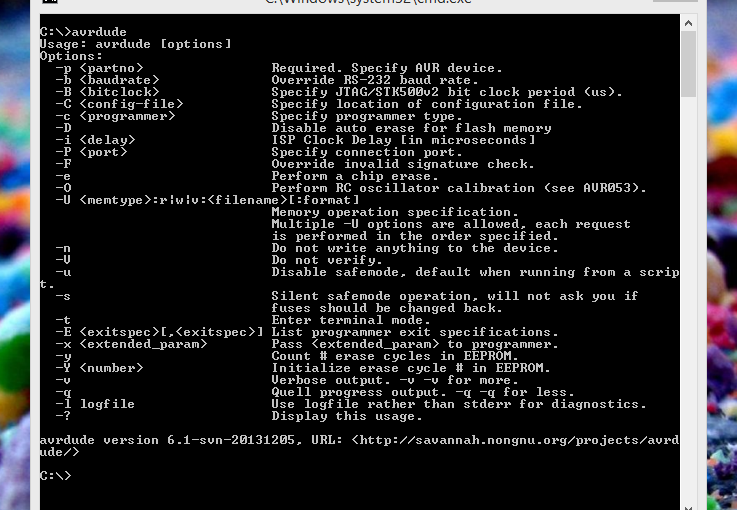 C:\Windows\system32\cmd.exe
C:\>avrdude
Usage: avrdude [options]
Options:
-p <partno> Required. Specify AVR device.
-b <baudrate> Override RS-232 baud rate.
-B <bitclock> Specify JTAG/STK500v2 bit clock period (us).
-C <config-file> Specify location of configuration file.
-c <programmer> Specify programmer type.
-D Disable auto erase for flash memory
-i <delay> ISP Clock Delay [in microseconds]
-P <port> Specify connection port.
-F Override invalid signature check.
-e Perform a chip erase.
-O Perform RC oscillator calibration (see AVR053).
-U <memtype>:r|w|v:<filename>[:format]
Memory operation specification.
Multiple -U options are allowed, each request
is performed in the order specified.
-n Do not write anything to the device.
-V Do not verify.
-u Disable safemode, default when running from a scrip
t.
-s Silent safemode operation, will not ask you if
fuses should be changed back.
-t Enter terminal mode.
-E <exitspec>[,<exitspec>] List programmer exit specifications.
-x <extended_param> Pass <extended_param> to programmer.
-y Count # erase cycles in EEPROM.
-Y <number> Initialize erase cycle # in EEPROM.
-v Verbose output. -v -v for more.
-q Quell progress output. -q -q for less.
-l logfile Use logfile rather than stderr for diagnostics.
-? Display this usage.
avrdude version 6.1-svn-20131205, URL: <http://savannah.nongnu.org/projects/avrd
ude/>
C:\>